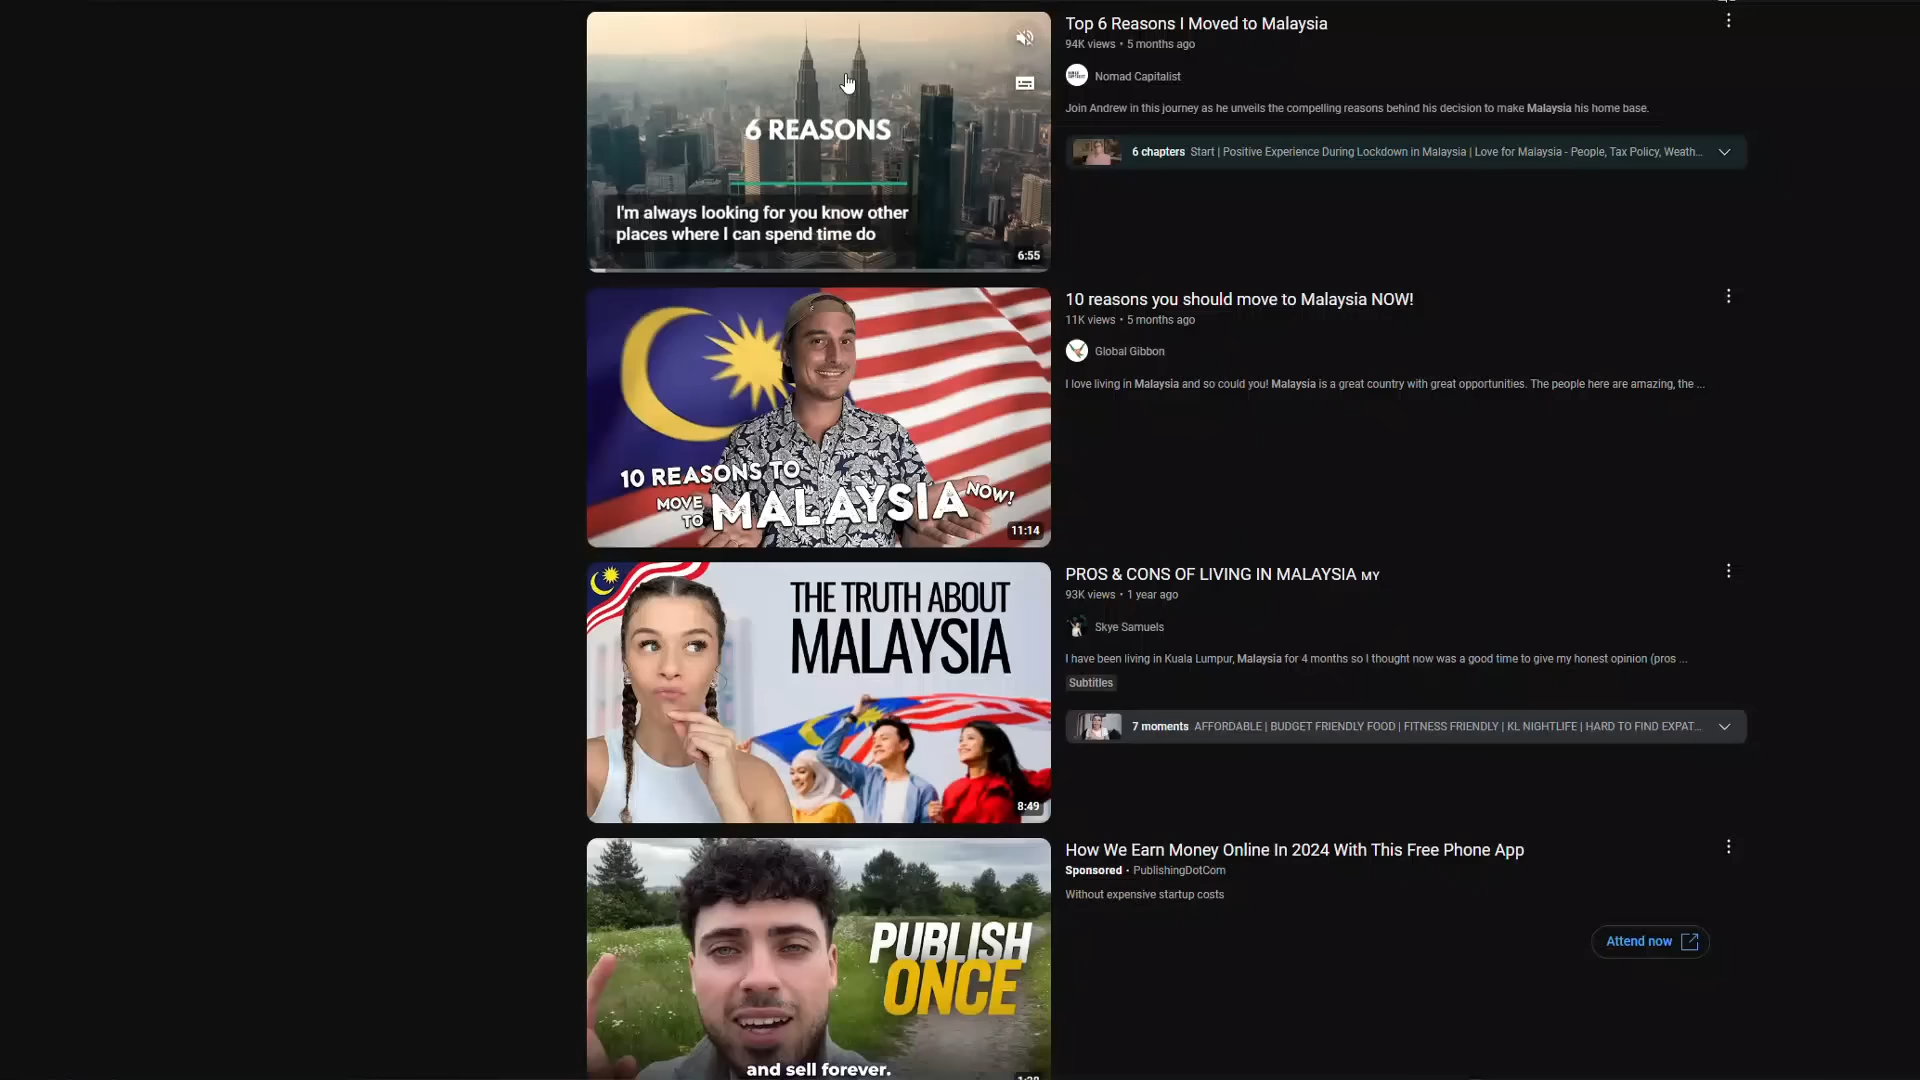 6 REASONS
I'm always looking for you know other
places where I can spend time do
6:55
Top 6 Reasons I Moved to Malaysia
94K views • 5 months ago
Nomad Capitalist
Join Andrew in this journey as he unveils the compelling reasons behind his decision to make Malaysia his home base.
6 chapters Start | Positive Experience During Lockdown in Malaysia | Love for Malaysia - People, Tax Policy, Weath...
10 REASONS TO
MOVE TO MALAYSIA NOW!
11:14
10 reasons you should move to Malaysia NOW!
11K views • 5 months ago
Global Gibbon
I love living in Malaysia and so could you! Malaysia is a great country with great opportunities. The people here are amazing, the ...
THE TRUTH ABOUT
MALAYSIA
8:49
PROS & CONS OF LIVING IN MALAYSIA MY
93K views • 1 year ago
Skye Samuels
I have been living in Kuala Lumpur, Malaysia for 4 months so I thought now was a good time to give my honest opinion (pros ...
Subtitles
7 moments AFFORDABLE | BUDGET FRIENDLY FOOD | FITNESS FRIENDLY | KL NIGHTLIFE | HARD TO FIND EXPAT...
PUBLISH
ONCE
and sell forever.
How We Earn Money Online In 2024 With This Free Phone App
Sponsored • PublishingDotCom
Without expensive startup costs
Attend now